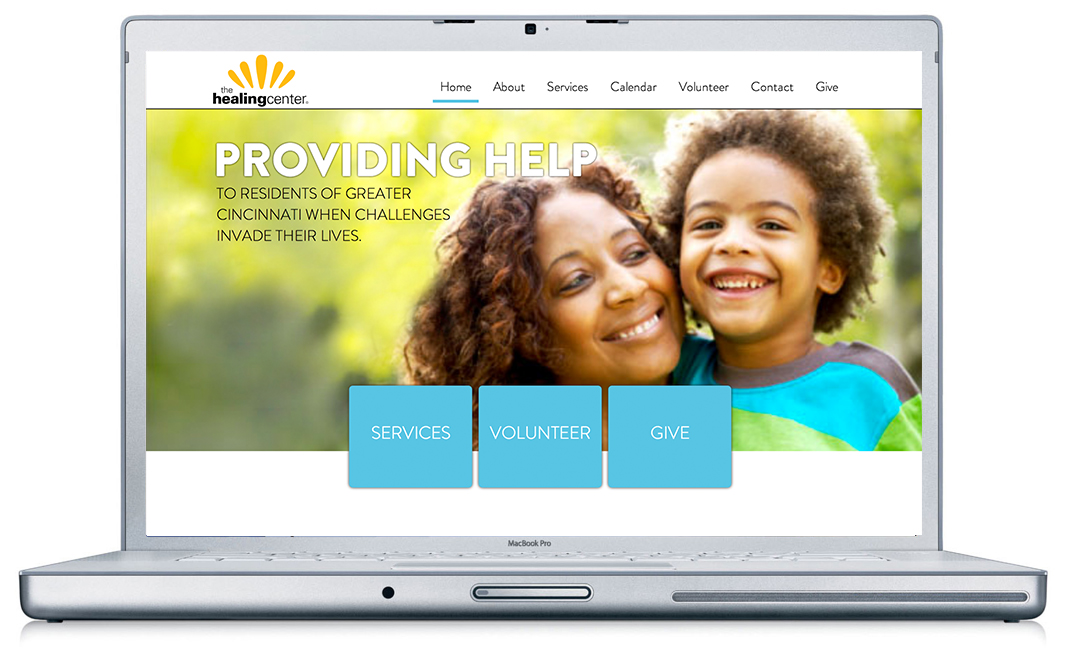 the
healingcenter®
Home About Services Calendar Volunteer Contact Give
PROVIDING HELP
TO RESIDENTS OF GREATER
CINCINNATI WHEN CHALLENGES
INVADE THEIR LIVES.
SERVICES VOLUNTEER GIVE
MacBook Pro